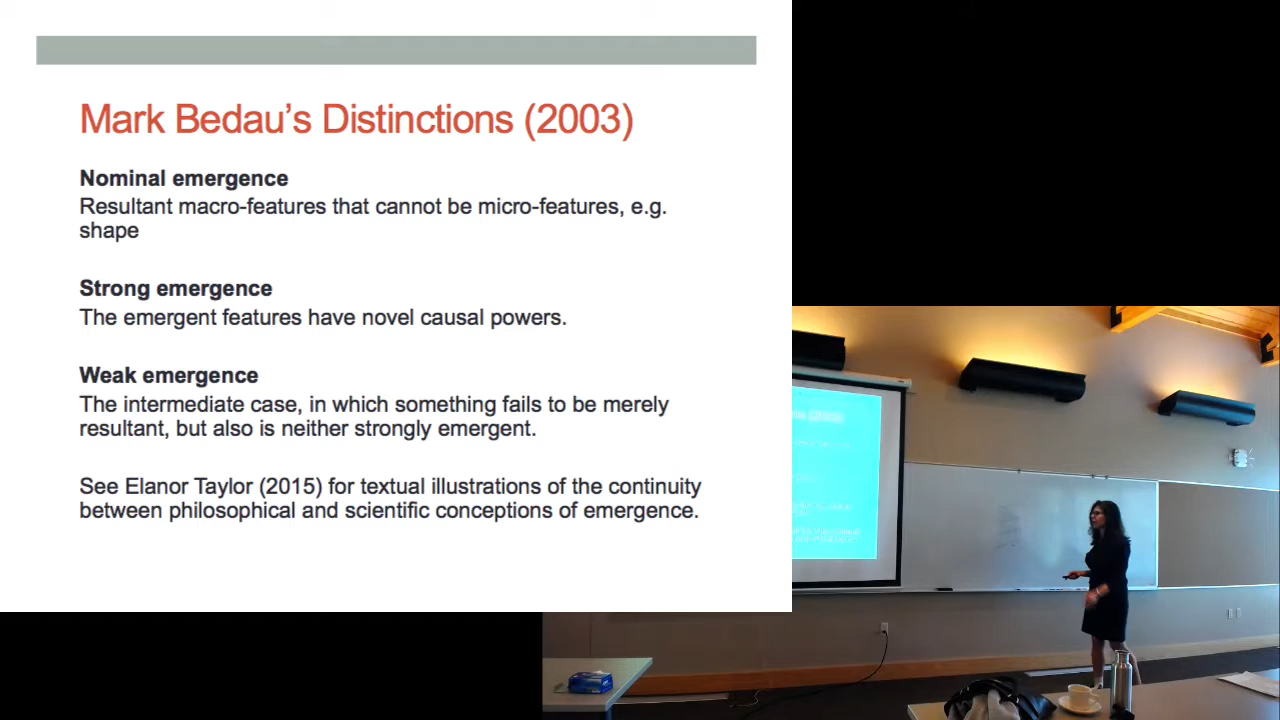 Mark Bedau's Distinctions (2003)
Nominal emergence
Resultant macro-features that cannot be micro-features, e.g.
shape
Strong emergence
The emergent features have novel causal powers.
Weak emergence
The intermediate case, in which something fails to be merely
resultant, but also is neither strongly emergent.
See Elanor Taylor (2015) for textual illustrations of the continuity
between philosophical and scientific conceptions of emergence.